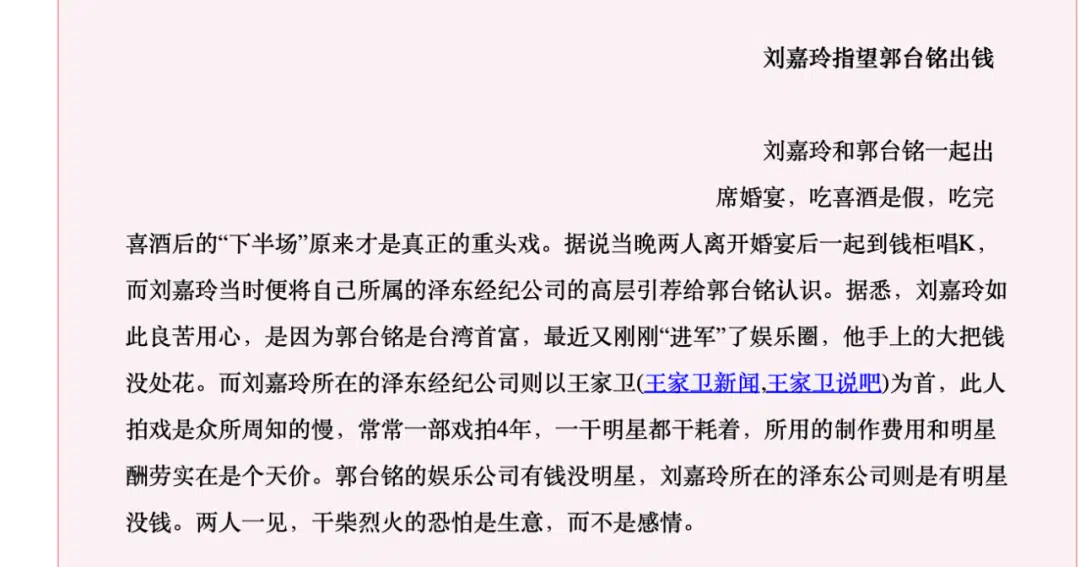 刘嘉玲指望郭台铭出钱
刘嘉玲和郭台铭一起出
席婚宴，吃喜酒是假，吃完
喜酒后的“下半场”原来才是真正的重头戏。据说当晚两人离开婚宴后一起到钱柜唱K，
而刘嘉玲当时便将自己所属的泽东经纪公司的高层引荐给郭台铭认识。据悉，刘嘉玲如
此良苦用心，是因为郭台铭是台湾首富，最近又刚刚“进军”了娱乐圈，他手上的大把钱
没处花。而刘嘉玲所在的泽东经纪公司则以王家卫(王家卫新闻,王家卫说吧)为首，此人
拍戏是众所周知的慢，常常一部戏拍4年，一干明星都干耗着，所用的制作费用和明星
酬劳实在是个天价。郭台铭的娱乐公司有钱没明星，刘嘉玲所在的泽东公司则是有明星
没钱。两人一见，干柴烈火的恐怕是生意，而不是感情。